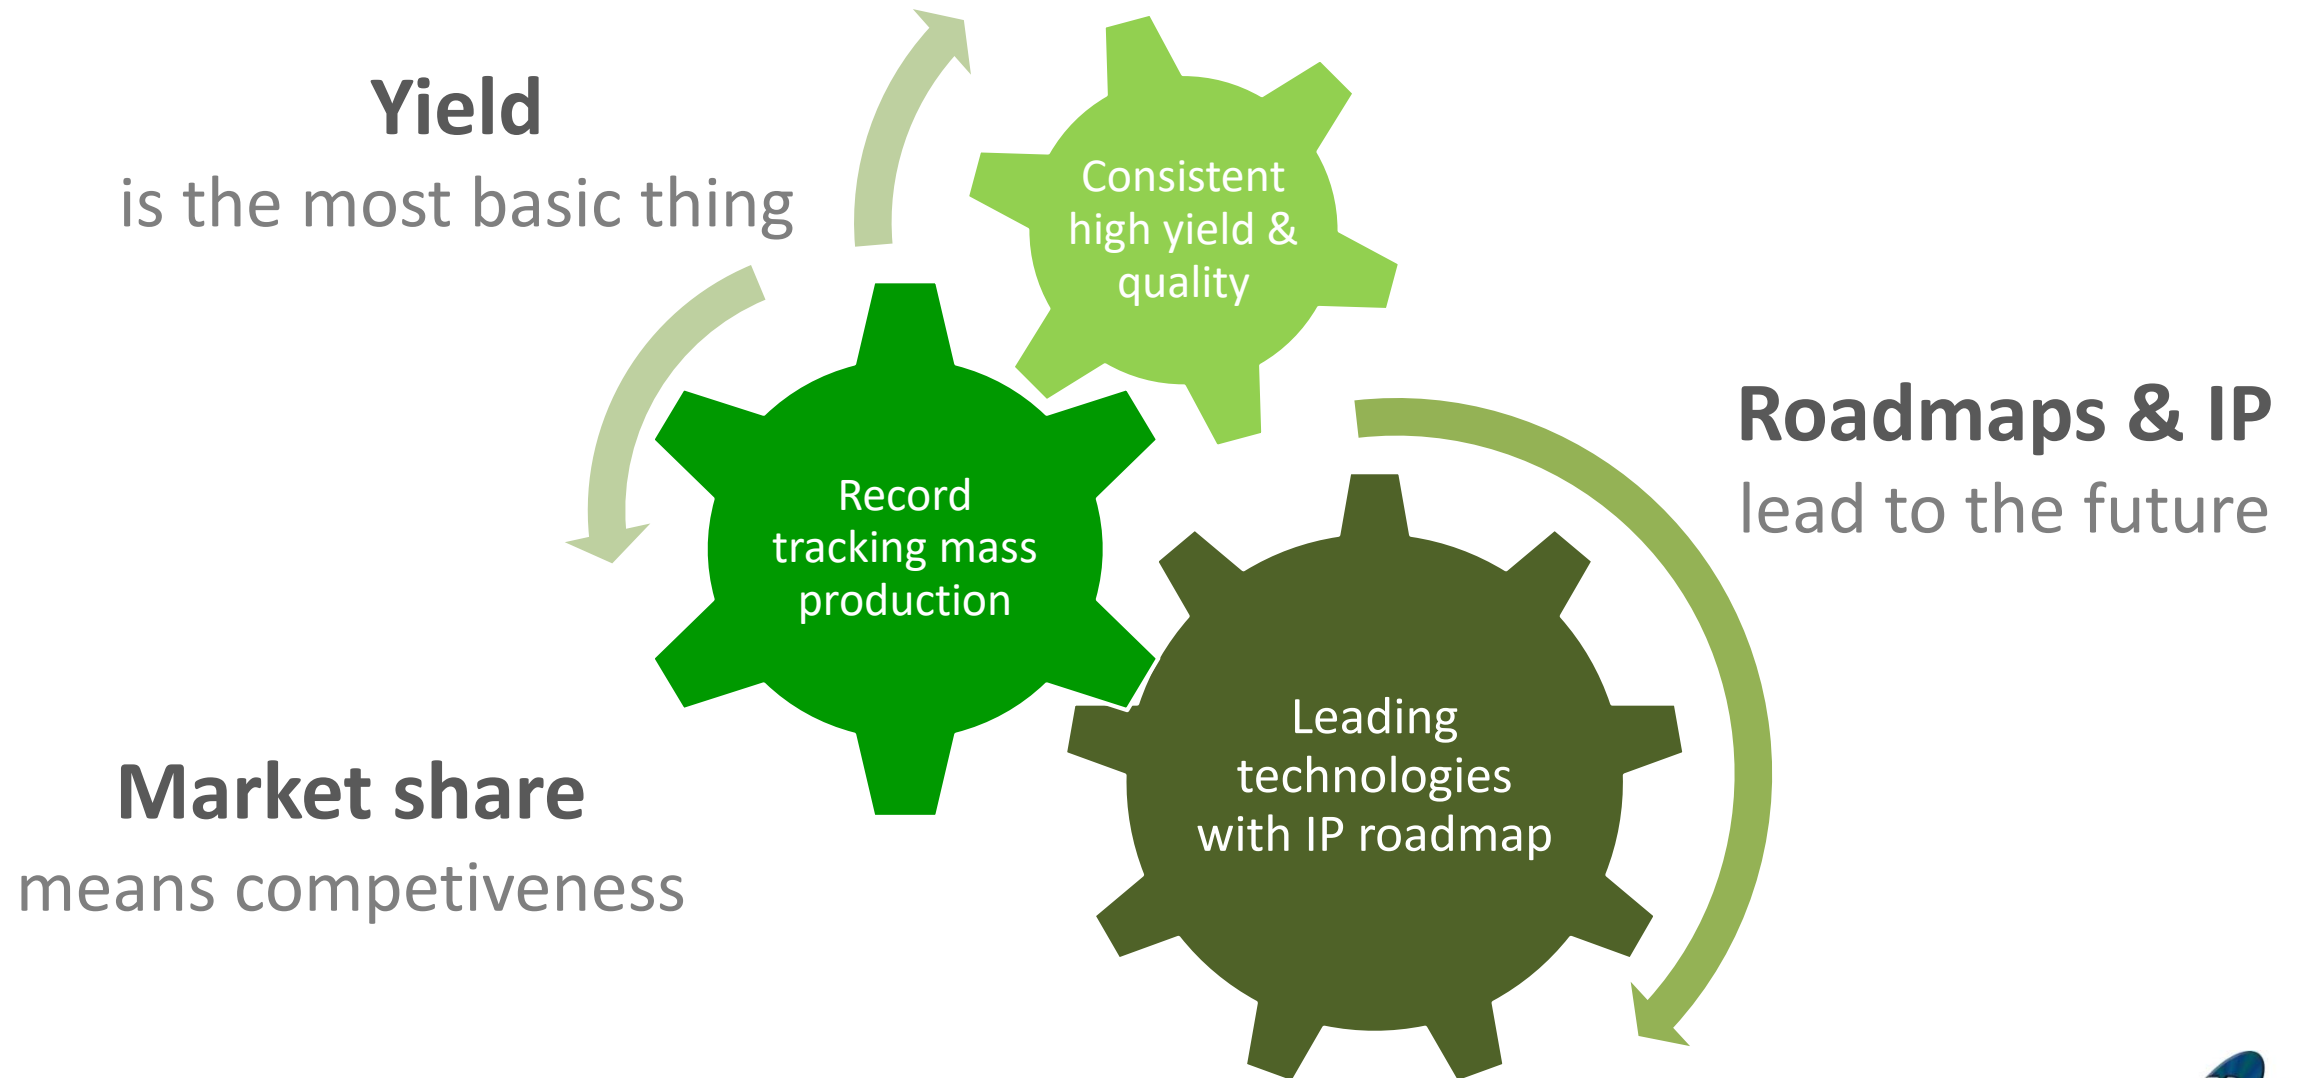 Yield
is the most basic thing
Consistent
high yield &
quality
Roadmaps & IP
lead to the future
Record
tracking mass
production
Leading
technologies
with IP roadmap
Market share
means competiveness